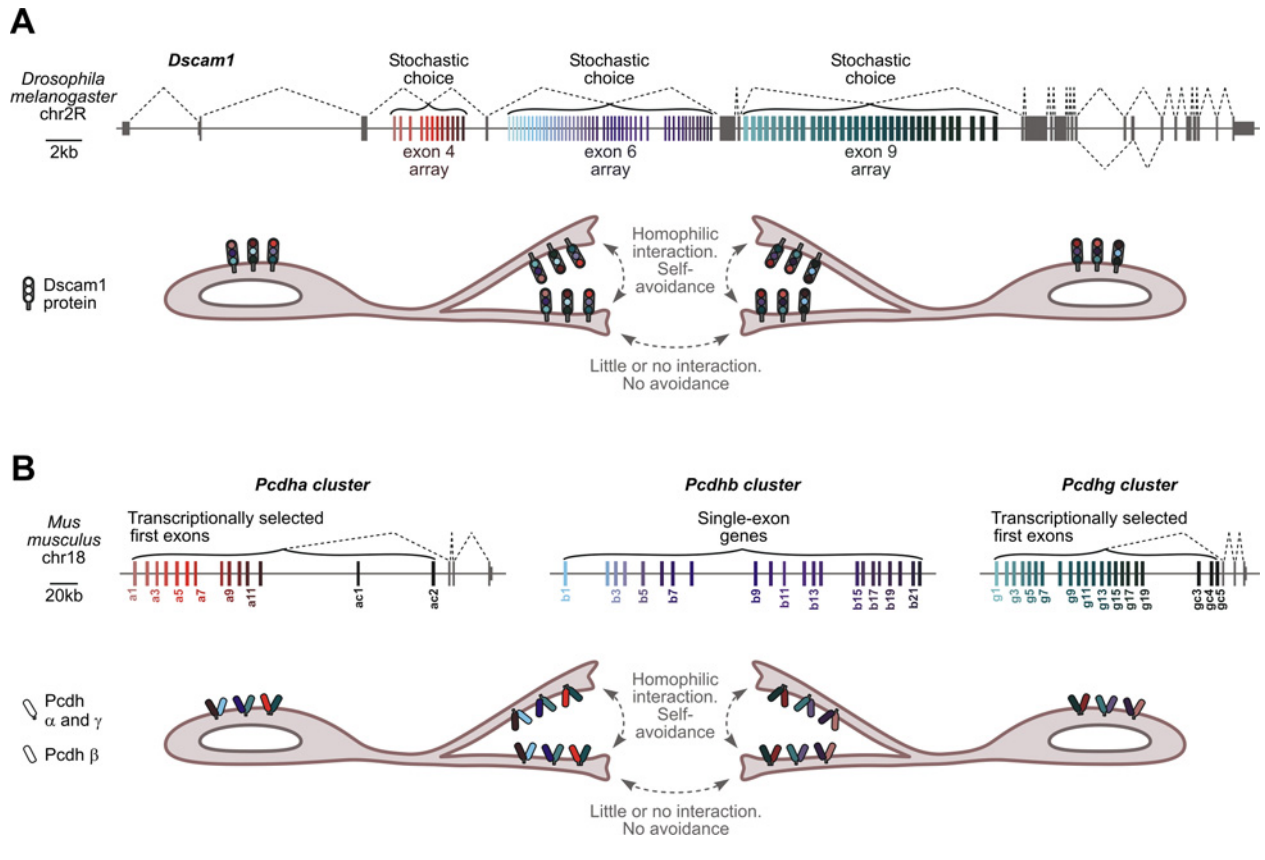 A
Drosophila
melanogaster
chr2R
2kb
Dscam1
Stochastic
choice
Stochastic
choice
Stochastic
choice
exon 4
array
exon 6
array
exon 9
array
Dscam1
protein
Homophilic
interaction.
Self-
avoidance
Little or no interaction.
No avoidance
B
Pcdha cluster
Pcdhb cluster
Pcdhg cluster
Mus
musculus
chr18
20kb
Transcriptionally selected
first exons
Single-exon
genes
Transcriptionally selected
first exons
a1
a3
a5
a7
a9
a11
ac1
ac2
b1
b3
b5
b7
b9
b11
b13
b15
b17
b19
b21
g1
g3
g5
g7
g9
g11
g13
g15
g17
g19
gc3
gc4
gc5
Pcdh
α and γ
Pcdh β
Homophilic
interaction.
Self-
avoidance
Little or no interaction.
No avoidance